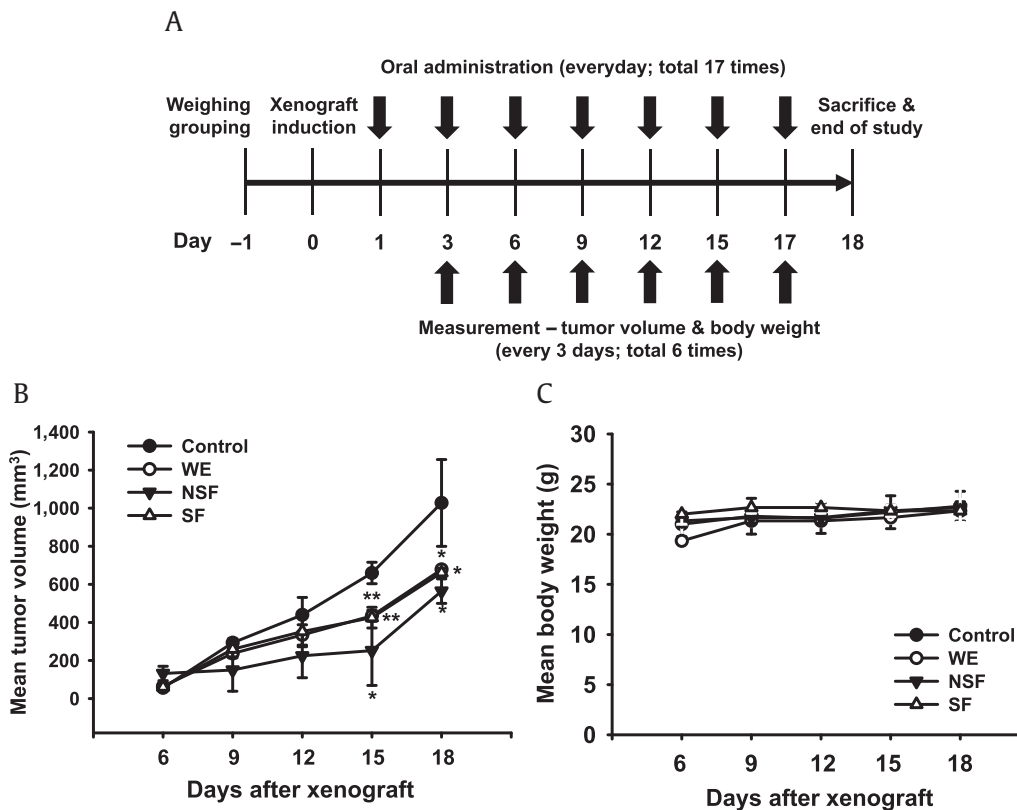 A
Oral administration (everyday; total 17 times)
Weighing grouping
Xenograft induction
Sacrifice & end of study
Day –1 0 1 3 6 9 12 15 17 18
Measurement – tumor volume & body weight
(every 3 days; total 6 times)
B
Mean tumor volume (mm³)
1,400
1,200
1,000
800
600
400
200
0
Control
WE
NSF
SF
**
**
*
*
*
*
6 9 12 15 18
Days after xenograft
C
Mean body weight (g)
30
25
20
15
10
5
0
Control
WE
NSF
SF
6 9 12 15 18
Days after xenograft